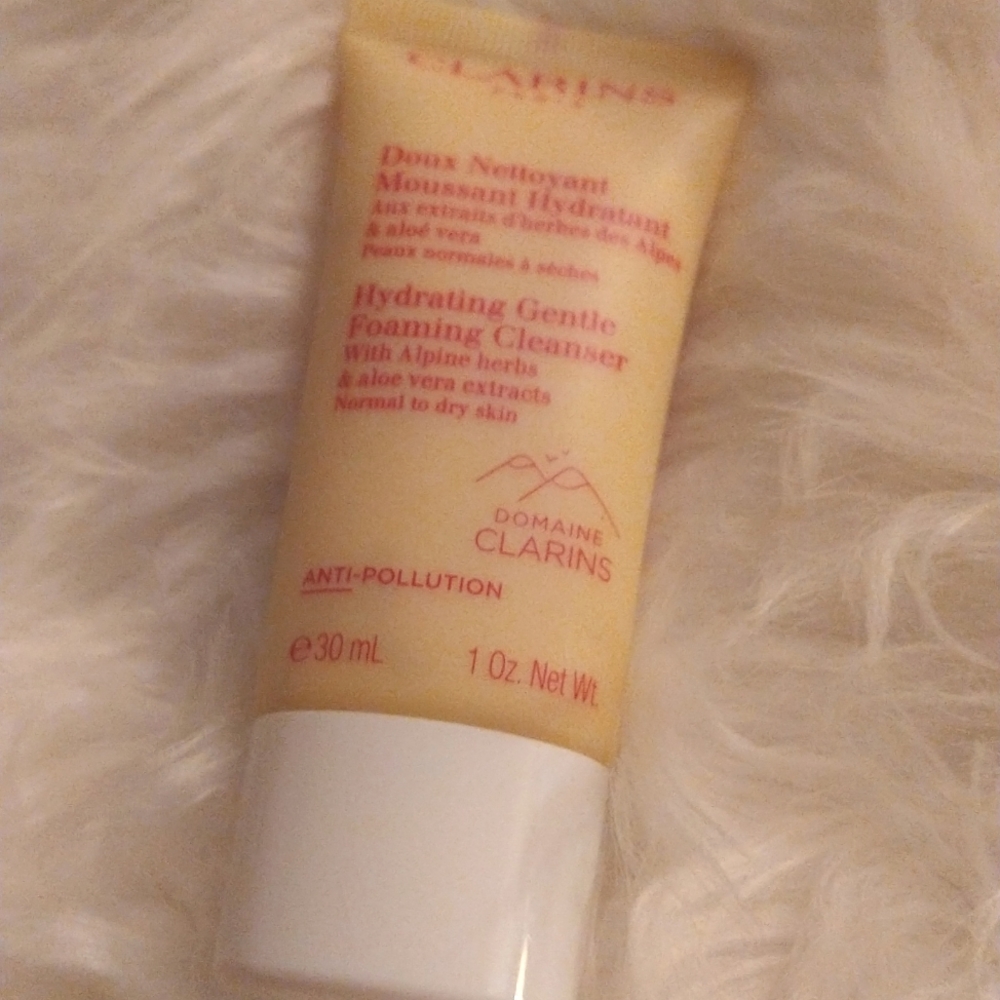 CLARINS
PARIS
Doux Nettoyant
Moussant Hydratant
Aux extraits d'herbes des Alpes
& aloé vera
Peaux normales à sèches
Hydrating Gentle
Foaming Cleanser
With Alpine herbs
& aloe vera extracts
Normal to dry skin
DOMAINE
CLARINS
ANTI-POLLUTION
℮30 mL 1 Oz. Net Wt.